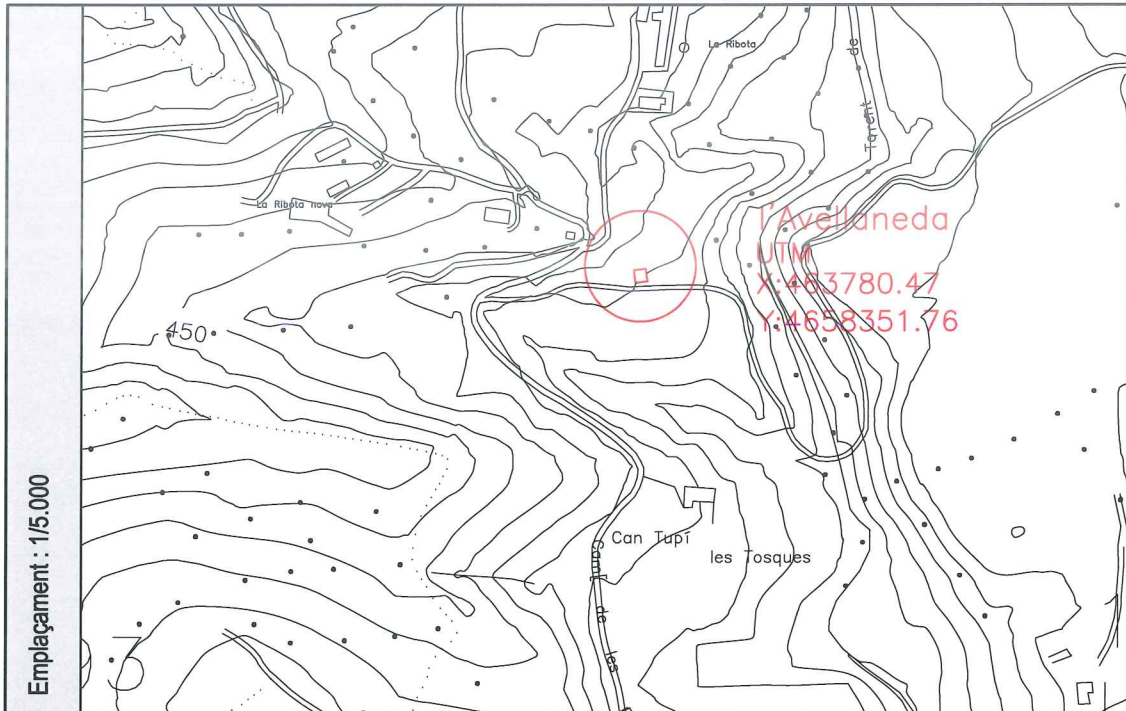 Emplaçament : 1/5.000
La Ribota
Torrent de
La Ribota nova
l'Avellaneda
UTM
X:463780.47
Y:4658351.76
450
Can Tupí
les Tosques
Camí de les